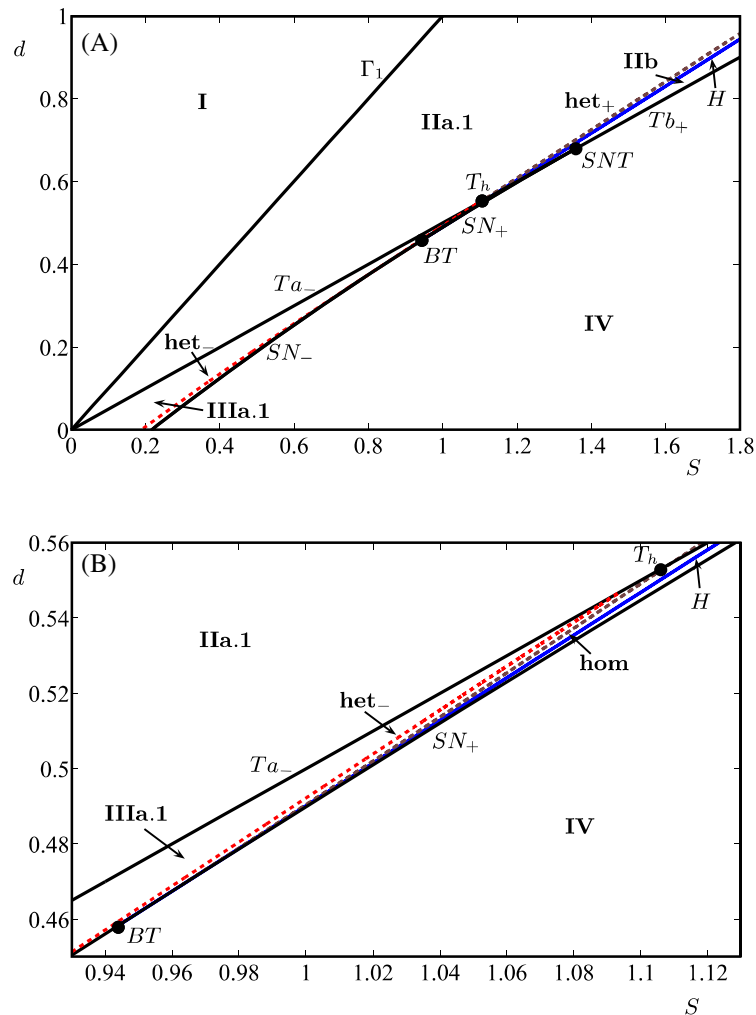 1
d
(A)
Γ1
I
IIb
0.8
het+
H
IIa.1
Tb+
SNT
0.6
Th
SN+
BT
0.4
Ta−
IV
het−
SN−
0.2
IIIa.1
0
0 0.2 0.4 0.6 0.8 1 1.2 1.4 1.6 1.8
S
0.56
d
(B)
Th
H
0.54
IIa.1
hom
0.52
het−
SN+
Ta−
0.5
IIIa.1
IV
0.48
0.46
BT
0.94 0.96 0.98 1 1.02 1.04 1.06 1.08 1.1 1.12
S